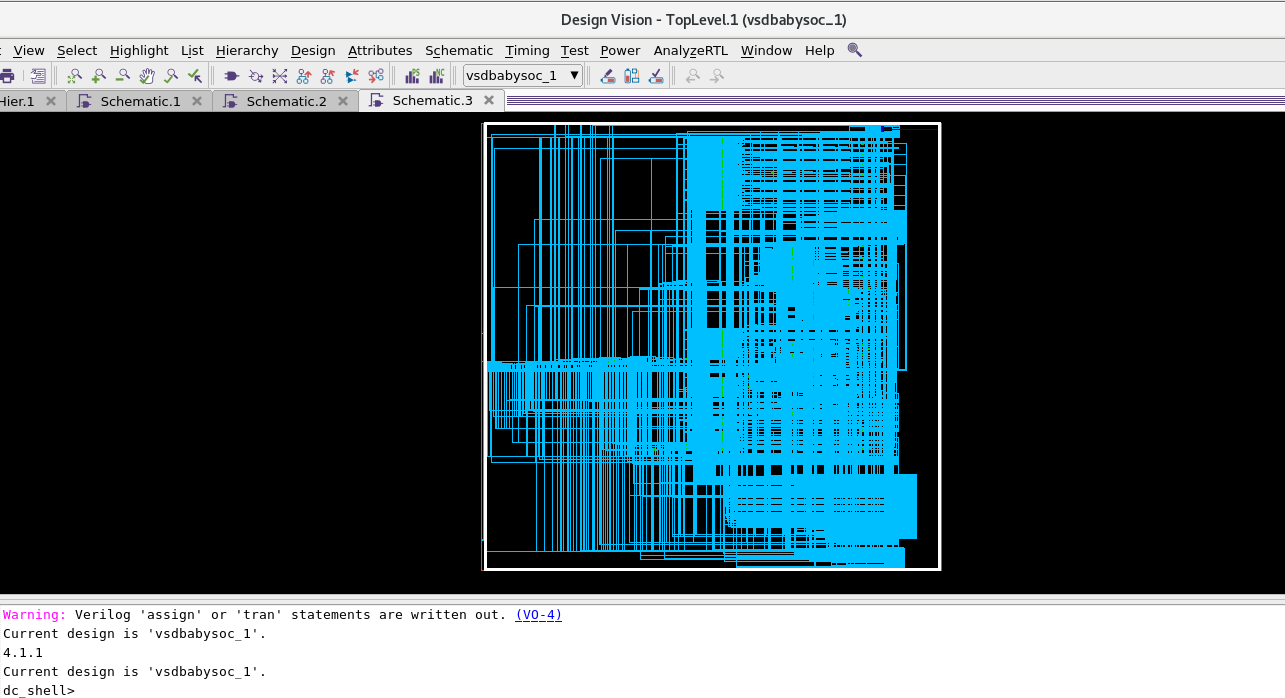 Design Vision - TopLevel.1 (vsdbabysoc_1)
View Select Highlight List Hierarchy Design Attributes Schematic Timing Test Power AnalyzeRTL Window Help
vsdbabysoc_1
Hier.1 Schematic.1 Schematic.2 Schematic.3
Warning: Verilog 'assign' or 'tran' statements are written out. (VO-4)
Current design is 'vsdbabysoc_1'.
4.1.1
Current design is 'vsdbabysoc_1'.
dc_shell>